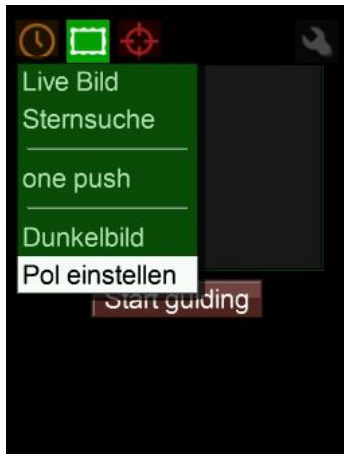 Live Bild
Sternsuche
one push
Dunkelbild
Pol einstellen
Start guiding